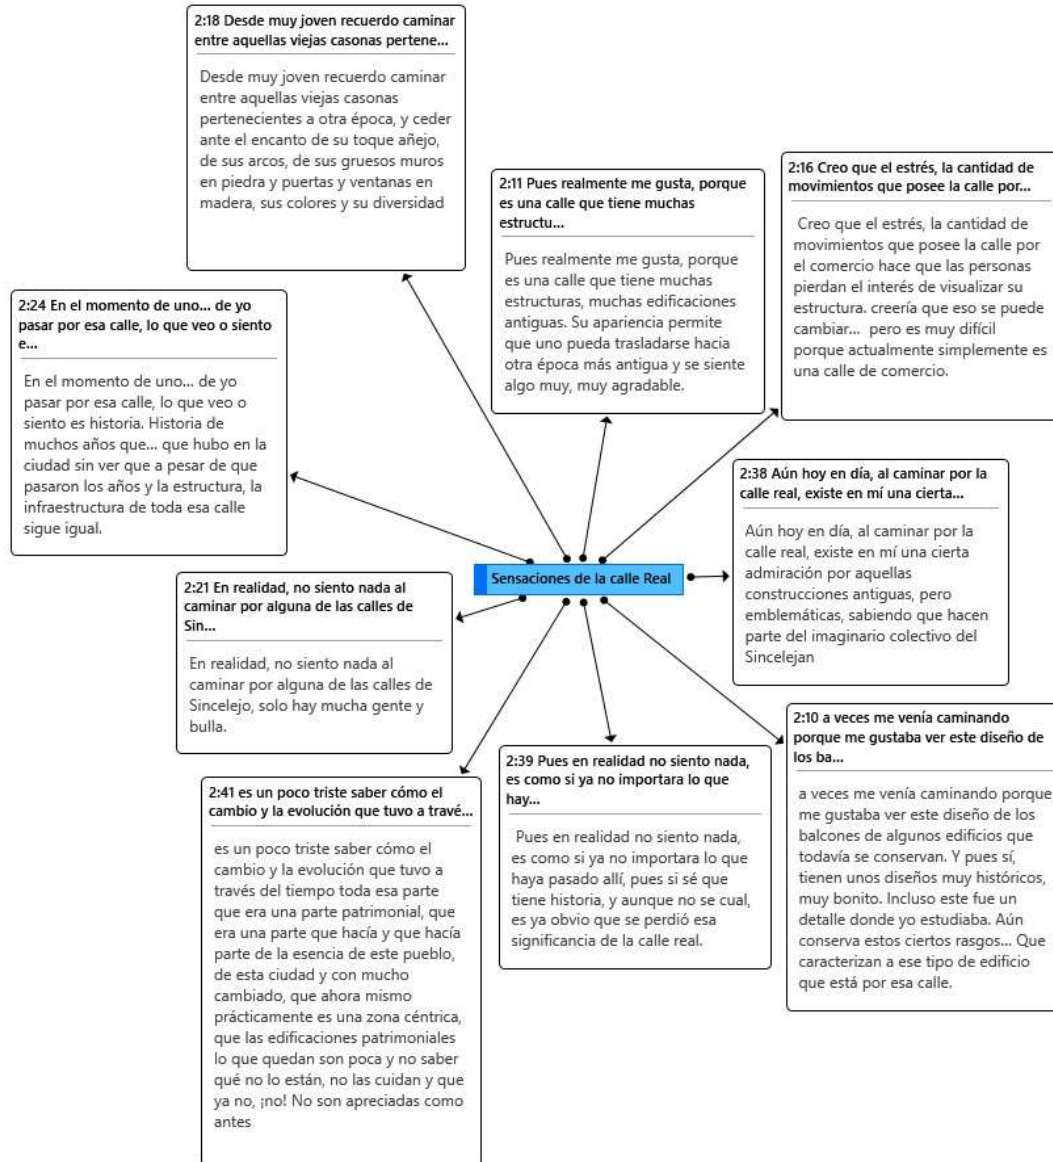 2:18 Desde muy joven recuerdo caminar
entre aquellas viejas casonas pertene...
Desde muy joven recuerdo caminar
entre aquellas viejas casonas
pertenecientes a otra época, y ceder
ante el encanto de su toque añejo,
de sus arcos, de sus gruesos muros
en piedra y puertas y ventanas en
madera, sus colores y su diversidad
2:11 Pues realmente me gusta, porque
es una calle que tiene muchas
estructu...
Pues realmente me gusta, porque
es una calle que tiene muchas
estructuras, muchas edificaciones
antiguas. Su apariencia permite
que uno pueda trasladarse hacia
otra época más antigua y se siente
algo muy, muy agradable.
2:16 Creo que el estrés, la cantidad de
movimientos que posee la calle por...
Creo que el estrés, la cantidad de
movimientos que posee la calle por
el comercio hace que las personas
pierdan el interés de visualizar su
estructura. creería que eso se puede
cambiar... pero es muy difícil
porque actualmente simplemente es
una calle de comercio.
2:24 En el momento de uno... de yo
pasar por esa calle, lo que veo o siento
e...
En el momento de uno... de yo
pasar por esa calle, lo que veo o
siento es historia. Historia de
muchos años que... que hubo en la
ciudad sin ver que a pesar de que
pasaron los años y la estructura, la
infraestructura de toda esa calle
sigue igual.
2:38 Aún hoy en día, al caminar por la
calle real, existe en mí una cierta...
Aún hoy en día, al caminar por la
calle real, existe en mí una cierta
admiración por aquellas
construcciones antiguas, pero
emblemáticas, sabiendo que hacen
parte del imaginario colectivo del
Sincelejan
Sensaciones de la calle Real
2:21 En realidad, no siento nada al
caminar por alguna de las calles de
Sin...
En realidad, no siento nada al
caminar por alguna de las calles de
Sincelejo, solo hay mucha gente y
bulla.
2:10 a veces me venía caminando
porque me gustaba ver este diseño de
los ba...
a veces me venía caminando porque
me gustaba ver este diseño de los
balcones de algunos edificios que
todavía se conservan. Y pues sí,
tienen unos diseños muy históricos,
muy bonito. Incluso este fue un
detalle donde yo estudiaba. Aún
conserva estos ciertos rasgos... Que
caracterizan a ese tipo de edificio
que está por esa calle.
2:39 Pues en realidad no siento nada,
es como si ya no importara lo que
hay...
Pues en realidad no siento nada,
es como si ya no importara lo que
haya pasado allí, pues si sé que
tiene historia, y aunque no se cual,
es ya obvio que se perdió esa
significancia de la calle real.
2:41 es un poco triste saber cómo el
cambio y la evolución que tuvo a travé...
es un poco triste saber cómo el
cambio y la evolución que tuvo a
través del tiempo toda esa parte
que era una parte patrimonial, que
era una parte que hacía y que hacía
parte de la esencia de este pueblo,
de esta ciudad y con mucho
cambiado, que ahora mismo
prácticamente es una zona céntrica,
que las edificaciones patrimoniales
lo que quedan son poca y no saber
qué no lo están, no las cuidan y que
ya no, ¡no! No son apreciadas como
antes